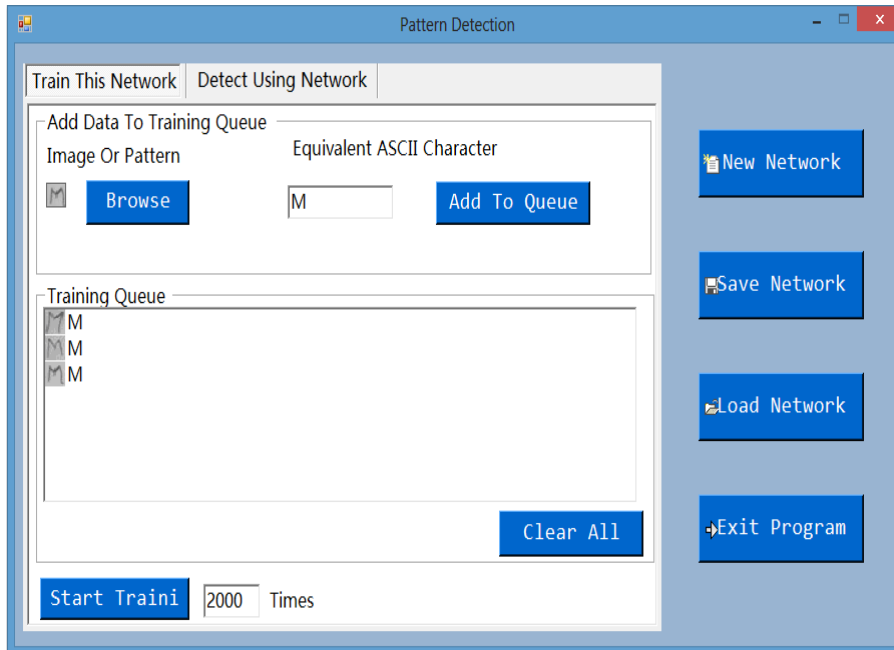 Pattern Detection
Train This Network
Detect Using Network
Add Data To Training Queue
Image Or Pattern
Equivalent ASCII Character
M
Browse
M
Add To Queue
Training Queue
M M
M M
M M
Clear All
Start Traini
2000
Times
New Network
Save Network
Load Network
Exit Program